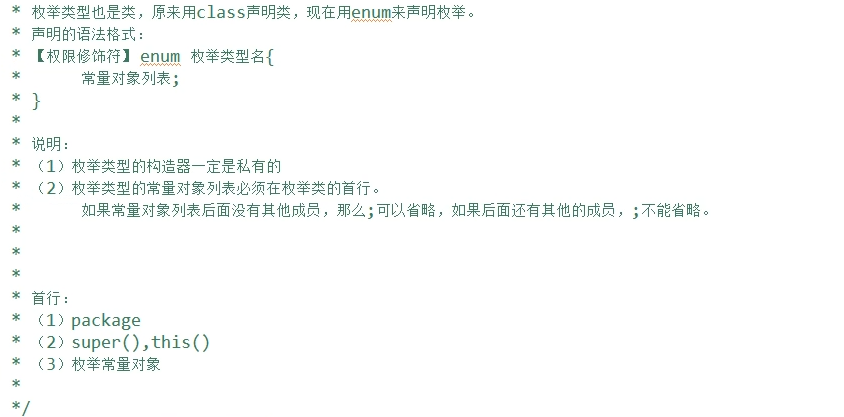 * 枚举类型也是类，原来用class声明类，现在用enum来声明枚举。
* 声明的语法格式：
* 【权限修饰符】 enum 枚举类型名{
*      常量对象列表;
* }
*
* 说明：
* （1）枚举类型的构造器一定是私有的
* （2）枚举类型的常量对象列表必须在枚举类的首行。
*      如果常量对象列表后面没有其他成员，那么;可以省略，如果后面还有其他的成员，;不能省略。
*
*
*
* 首行：
* （1）package
* （2）super(),this()
* （3）枚举常量对象
*
*/